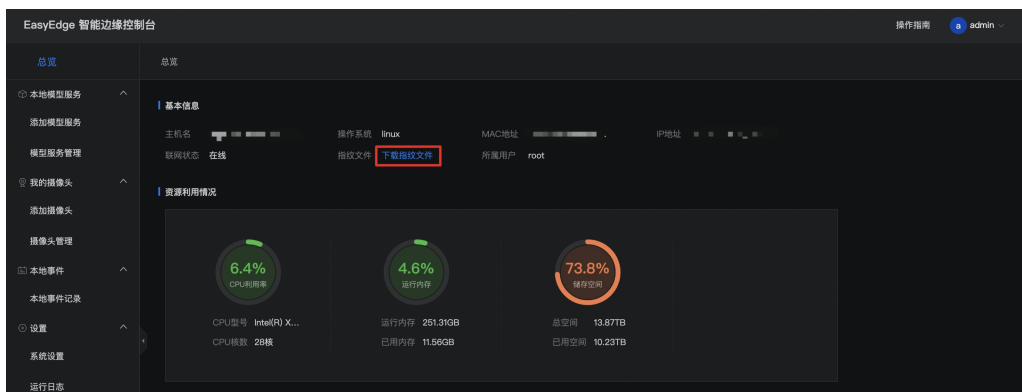 EasyEdge 智能边缘控制台
操作指南 a admin
总览
总览
本地模型服务
添加模型服务
模型服务管理
我的摄像头
添加摄像头
摄像头管理
本地事件
本地事件记录
设置
系统设置
运行日志
基本信息
主机名 操作系统 linux MAC地址 IP地址
联网状态 在线 指纹文件 下载指纹文件 所属用户 root
资源利用情况
6.4% 4.6% 73.8%
CPU利用率 运行内存 储存空间
CPU型号 Intel(R) X... 运行内存 251.31GB 总空间 13.87TB
CPU核数 28核 已用内存 11.56GB 已用空间 10.23TB